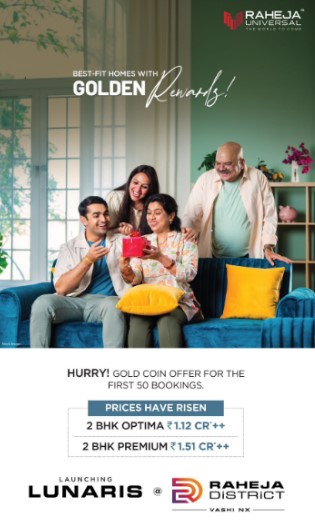 RAHEJA
UNIVERSAL
THE WORLD TO COME
BEST-FIT HOMES WITH
GOLDEN Rewards!
HURRY! GOLD COIN OFFER FOR THE
FIRST 50 BOOKINGS.
PRICES HAVE RISEN
2 BHK OPTIMA ₹1.12 CR*++
2 BHK PREMIUM ₹1.51 CR*++
LAUNCHING
LUNARIS @ RAHEJA
DISTRICT
VASHI NX